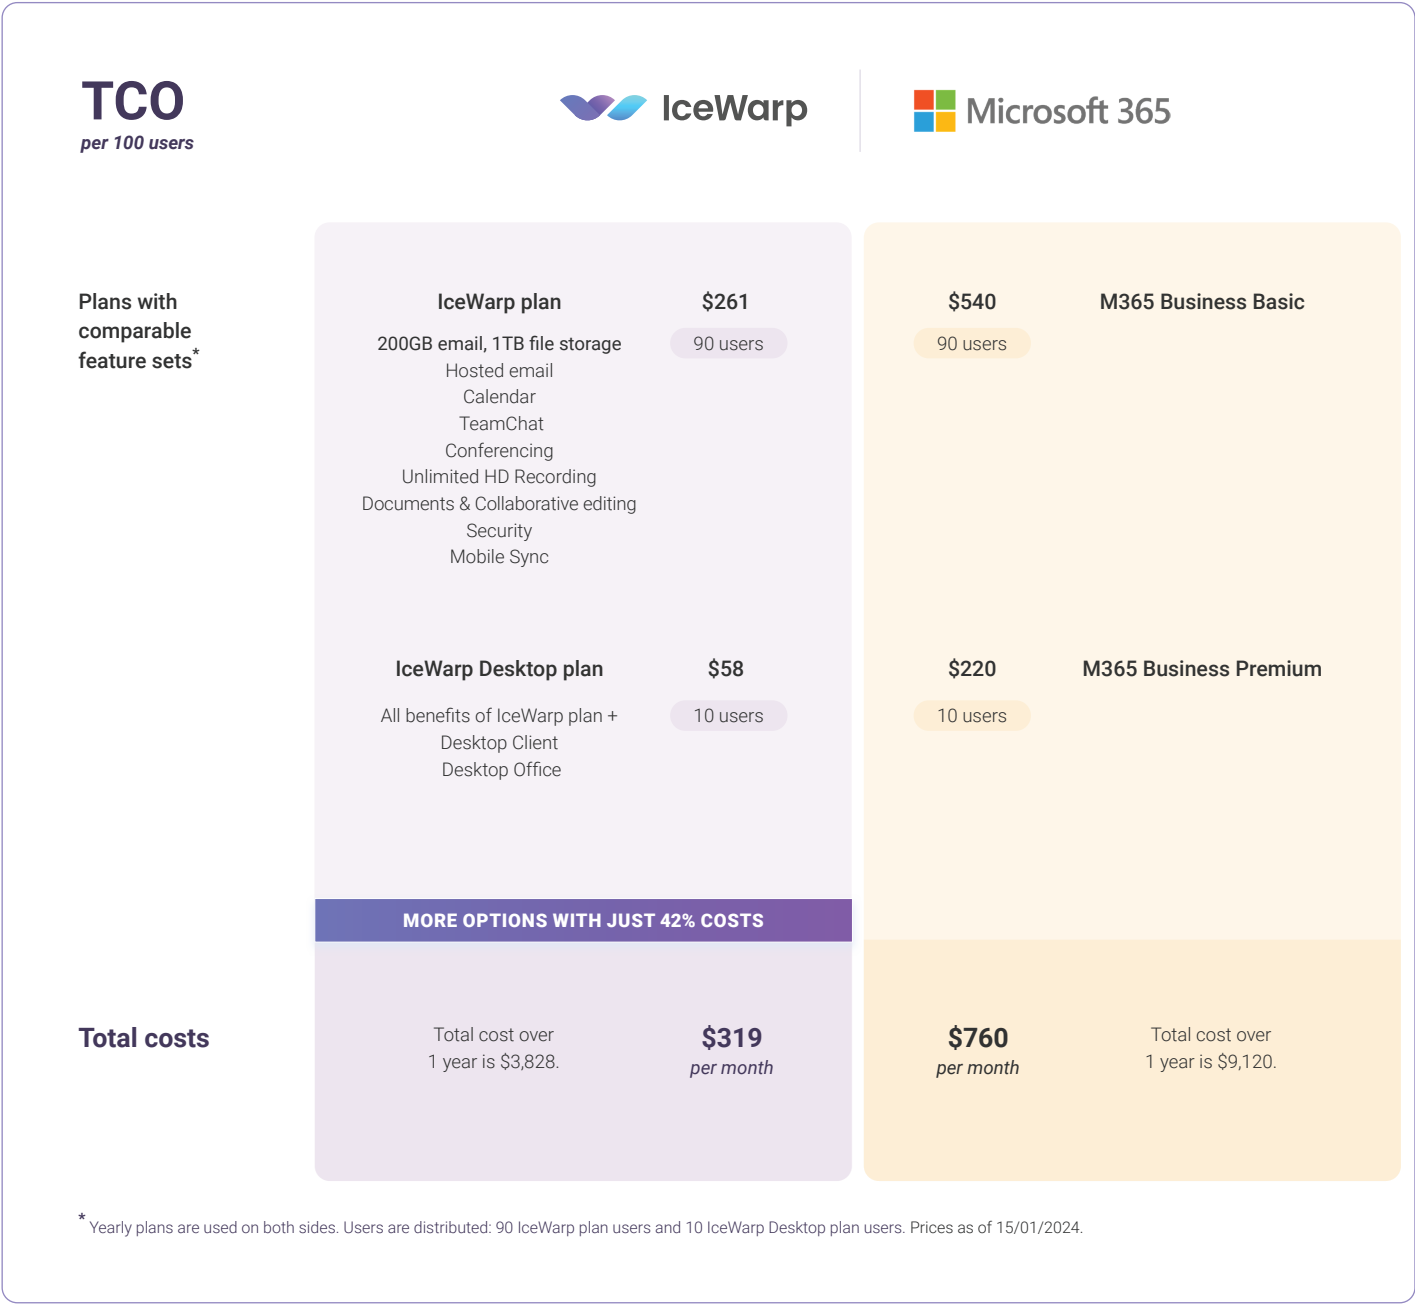 TCO
per 100 users
IceWarp
Microsoft 365
Plans with
comparable
feature sets*
IceWarp plan
$261
200GB email, 1TB file storage
90 users
Hosted email
Calendar
TeamChat
Conferencing
Unlimited HD Recording
Documents & Collaborative editing
Security
Mobile Sync
$540
M365 Business Basic
90 users
IceWarp Desktop plan
$58
All benefits of IceWarp plan +
10 users
Desktop Client
Desktop Office
$220
M365 Business Premium
10 users
MORE OPTIONS WITH JUST 42% COSTS
Total costs
Total cost over
1 year is $3,828.
$319
per month
$760
per month
Total cost over
1 year is $9,120.
* Yearly plans are used on both sides. Users are distributed: 90 IceWarp plan users and 10 IceWarp Desktop plan users. Prices as of 15/01/2024.